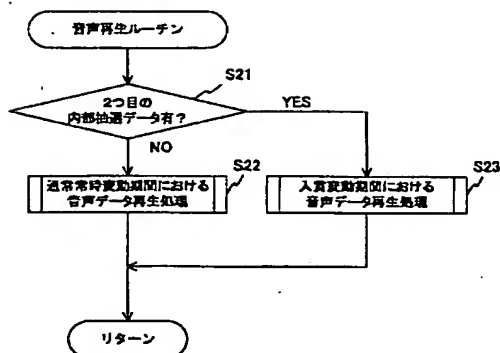 音声再生ルーチン
S21
2つ目の
内部抽選データ有?
YES
NO
S22
通常常時変動期間における
音声データ再生処理
S23
入賞変動期間における
音声データ再生処理
リターン